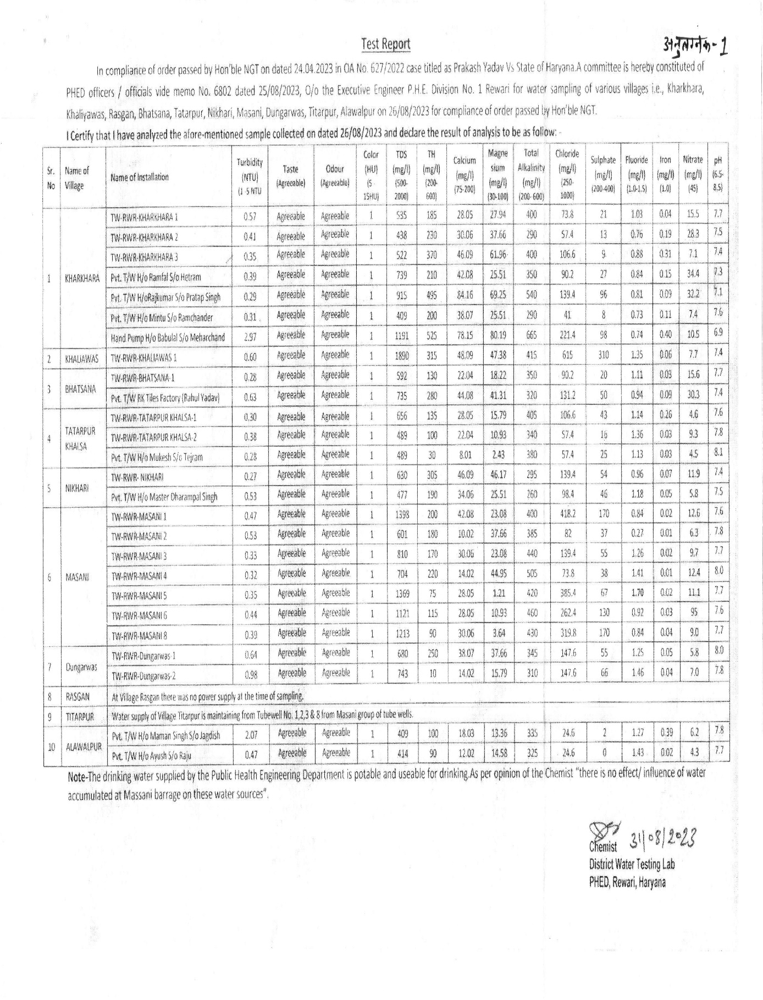 Test Report
अनुलग्नक-1
In compliance of order passed by Hon'ble NGT on dated 24.04.2023 in OA No. 627/2022 case titled as Prakash Yadav Vs State of Haryana.A committee is hereby constituted of
PHED officers / officials vide memo No. 6802 dated 25/08/2023, O/o the Executive Engineer P.H.E. Division No. 1 Rewari for water sampling of various villages i.e., Kharkhara,
Khaliyawas, Rasgan, Bhatsana, Tatarpur, Nikhari, Masani, Dungarwas, Titarpur, Alawalpur on 26/08/2023 for compliance of order passed by Hon'ble NGT.
I Certify that I have analyzed the afore-mentioned sample collected on dated 26/08/2023 and declare the result of analysis to be as follow: -
Sr. No Name of Village Name of Installation Turbidity (NTU) (1 -5 NTU Taste (Agreeable) Odour (Agreeable) Color (HU) (5 - 15HU) TDS (mg/l) (500-2000) TH (mg/l) (200-600) Calcium (mg/l) (75-200) Magnesium (mg/l) (30-100) Total Alkalinity (mg/l) (200-600) Chloride (mg/l) (250-1000) Sulphate (mg/l) (200-400) Fluoride (mg/l) (1.0-1.5) Iron (mg/l) (1.0) Nitrate (mg/l) (45) pH (6.5-8.5)
1 KHARKHARA TW-RWR-KHARKHARA 1 0.57 Agreeable Agreeable 1 535 185 28.05 27.94 400 73.8 21 1.03 0.04 15.5 7.7
TW-RWR-KHARKHARA 2 0.41 Agreeable Agreeable 1 438 230 30.06 37.66 290 57.4 13 0.76 0.19 28.3 7.5
TW-RWR-KHARKHARA 3 0.35 Agreeable Agreeable 1 522 370 46.09 61.96 400 106.6 9 0.88 0.31 7.1 7.4
Pvt. T/W H/o Ramfal S/o Hetram 0.39 Agreeable Agreeable 1 739 210 42.08 25.51 350 90.2 27 0.84 0.15 34.4 7.3
Pvt. T/W H/oRajkumar S/o Pratap Singh 0.29 Agreeable Agreeable 1 915 495 84.16 69.25 540 139.4 96 0.81 0.09 32.2 7.1
Pvt. T/W H/o Mintu S/o Ramchander 0.31 Agreeable Agreeable 1 409 200 38.07 25.51 290 41 8 0.73 0.11 7.4 7.6
Hand Pump H/o Babulal S/o Meharchand 2.97 Agreeable Agreeable 1 1191 525 78.15 80.19 665 221.4 98 0.74 0.40 10.5 6.9
2 KHALIAWAS TW-RWR-KHALIAWAS 1 0.60 Agreeable Agreeable 1 1890 315 48.09 47.38 415 615 310 1.35 0.06 7.7 7.4
3 BHATSANA TW-RWR-BHATSANA-1 0.28 Agreeable Agreeable 1 592 130 22.04 18.22 350 90.2 20 1.11 0.03 15.6 7.7
Pvt. T/W RK Tiles Factory (Rahul Yadav) 0.63 Agreeable Agreeable 1 735 280 44.08 41.31 320 131.2 50 0.94 0.09 30.3 7.4
4 TATARPUR KHALSA TW-RWR-TATARPUR KHALSA-1 0.30 Agreeable Agreeable 1 656 135 28.05 15.79 405 106.6 43 1.14 0.26 4.6 7.6
TW-RWR-TATARPUR KHALSA-2 0.38 Agreeable Agreeable 1 489 100 22.04 10.93 340 57.4 16 1.36 0.03 9.3 7.8
Pvt. T/W H/o Mukesh S/o Tejram 0.28 Agreeable Agreeable 1 489 30 8.01 2.43 380 57.4 25 1.13 0.03 4.5 8.1
5 NIKHARI TW-RWR- NIKHARI 0.27 Agreeable Agreeable 1 630 305 46.09 46.17 295 139.4 54 0.96 0.07 11.9 7.4
Pvt. T/W H/o Master Dharampal Singh 0.53 Agreeable Agreeable 1 477 190 34.06 25.51 260 98.4 46 1.18 0.05 5.8 7.5
6 MASANI TW-RWR-MASANI 1 0.47 Agreeable Agreeable 1 1398 200 42.08 23.08 400 418.2 170 0.84 0.02 12.6 7.6
TW-RWR-MASANI 2 0.53 Agreeable Agreeable 1 601 180 10.02 37.66 385 82 37 0.27 0.01 6.3 7.8
TW-RWR-MASANI 3 0.33 Agreeable Agreeable 1 810 170 30.06 23.08 440 139.4 55 1.26 0.02 9.7 7.7
TW-RWR-MASANI 4 0.32 Agreeable Agreeable 1 704 220 14.02 44.95 505 73.8 38 1.41 0.01 12.4 8.0
TW-RWR-MASANI 5 0.35 Agreeable Agreeable 1 1369 75 28.05 1.21 420 385.4 67 1.70 0.02 11.1 7.7
TW-RWR-MASANI 6 0.44 Agreeable Agreeable 1 1121 115 28.05 10.93 460 262.4 130 0.92 0.03 95 7.6
TW-RWR-MASANI 8 0.39 Agreeable Agreeable 1 1213 90 30.06 3.64 430 319.8 170 0.84 0.04 9.0 7.7
7 Dungarwas TW-RWR-Dungarwas-1 0.64 Agreeable Agreeable 1 680 250 38.07 37.66 345 147.6 55 1.25 0.05 5.8 8.0
TW-RWR-Dungarwas-2 0.98 Agreeable Agreeable 1 743 10 14.02 15.79 310 147.6 66 1.46 0.04 7.0 7.8
8 RASGAN At Village Rasgan there was no power supply at the time of sampling.
9 TITARPUR Water supply of Village Titarpur is maintaining from Tubewell No. 1,2,3 & 8 from Masani group of tube wells.
10 ALAWALPUR Pvt. T/W H/o Maman Singh S/o Jagdish 2.07 Agreeable Agreeable 1 409 100 18.03 13.36 335 24.6 2 1.27 0.39 6.2 7.8
Pvt. T/W H/o Ayush S/o Raju 0.47 Agreeable Agreeable 1 414 90 12.02 14.58 325 24.6 0 1.43 0.02 4.3 7.7
Note-The drinking water supplied by the Public Health Engineering Department is potable and useable for drinking.As per opinion of the Chemist "there is no effect/ influence of water
accumulated at Massani barrage on these water sources".
31/08/2023
Chemist
District Water Testing Lab
PHED, Rewari, Haryana